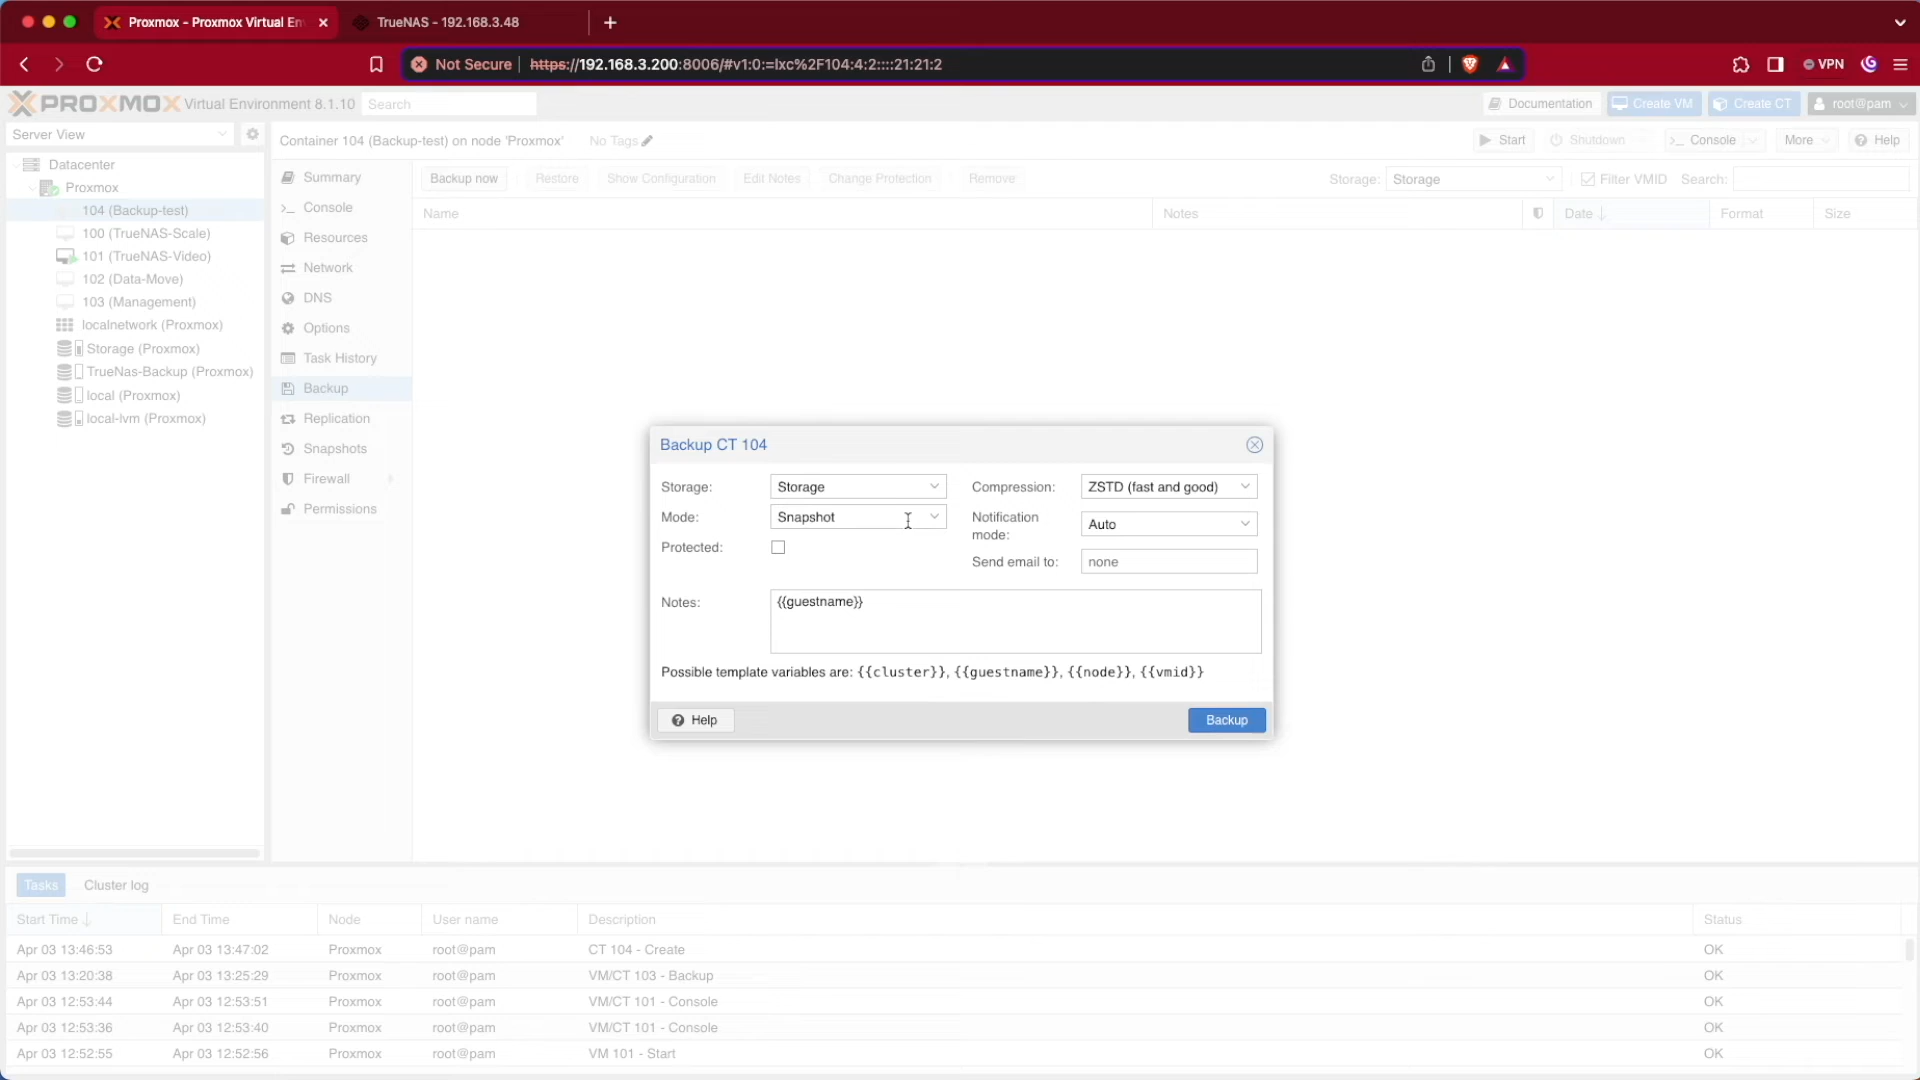 Proxmox - Proxmox Virtual En
TrueNAS - 192.168.3.48
Not Secure https://192.168.3.200:8006/#v1:0:=lxc%2F104:4:2::::21:21:2
VPN
PROXMOX Virtual Environment 8.1.10 Search
Documentation Create VM Create CT root@pam
Server View
Container 104 (Backup-test) on node 'Proxmox' No Tags
Start Shutdown Console More Help
Datacenter
Proxmox
104 (Backup-test)
100 (TrueNAS-Scale)
101 (TrueNAS-Video)
102 (Data-Move)
103 (Management)
localnetwork (Proxmox)
Storage (Proxmox)
TrueNas-Backup (Proxmox)
local (Proxmox)
local-lvm (Proxmox)
Summary
Console
Resources
Network
DNS
Options
Task History
Backup
Replication
Snapshots
Firewall
Permissions
Backup now Restore Show Configuration Edit Notes Change Protection Remove
Storage: Storage Filter VMID Search:
Name Notes Date Format Size
Backup CT 104
Storage: Storage Compression: ZSTD (fast and good)
Mode: Snapshot Notification mode: Auto
Protected:
Send email to: none
Notes: {{guestname}}
Possible template variables are: {{cluster}}, {{guestname}}, {{node}}, {{vmid}}
Help Backup
Tasks Cluster log
Start Time End Time Node User name Description Status
Apr 03 13:46:53 Apr 03 13:47:02 Proxmox root@pam CT 104 - Create OK
Apr 03 13:20:38 Apr 03 13:25:29 Proxmox root@pam VM/CT 103 - Backup OK
Apr 03 12:53:44 Apr 03 12:53:51 Proxmox root@pam VM/CT 101 - Console OK
Apr 03 12:53:36 Apr 03 12:53:40 Proxmox root@pam VM/CT 101 - Console OK
Apr 03 12:52:55 Apr 03 12:52:56 Proxmox root@pam VM 101 - Start OK